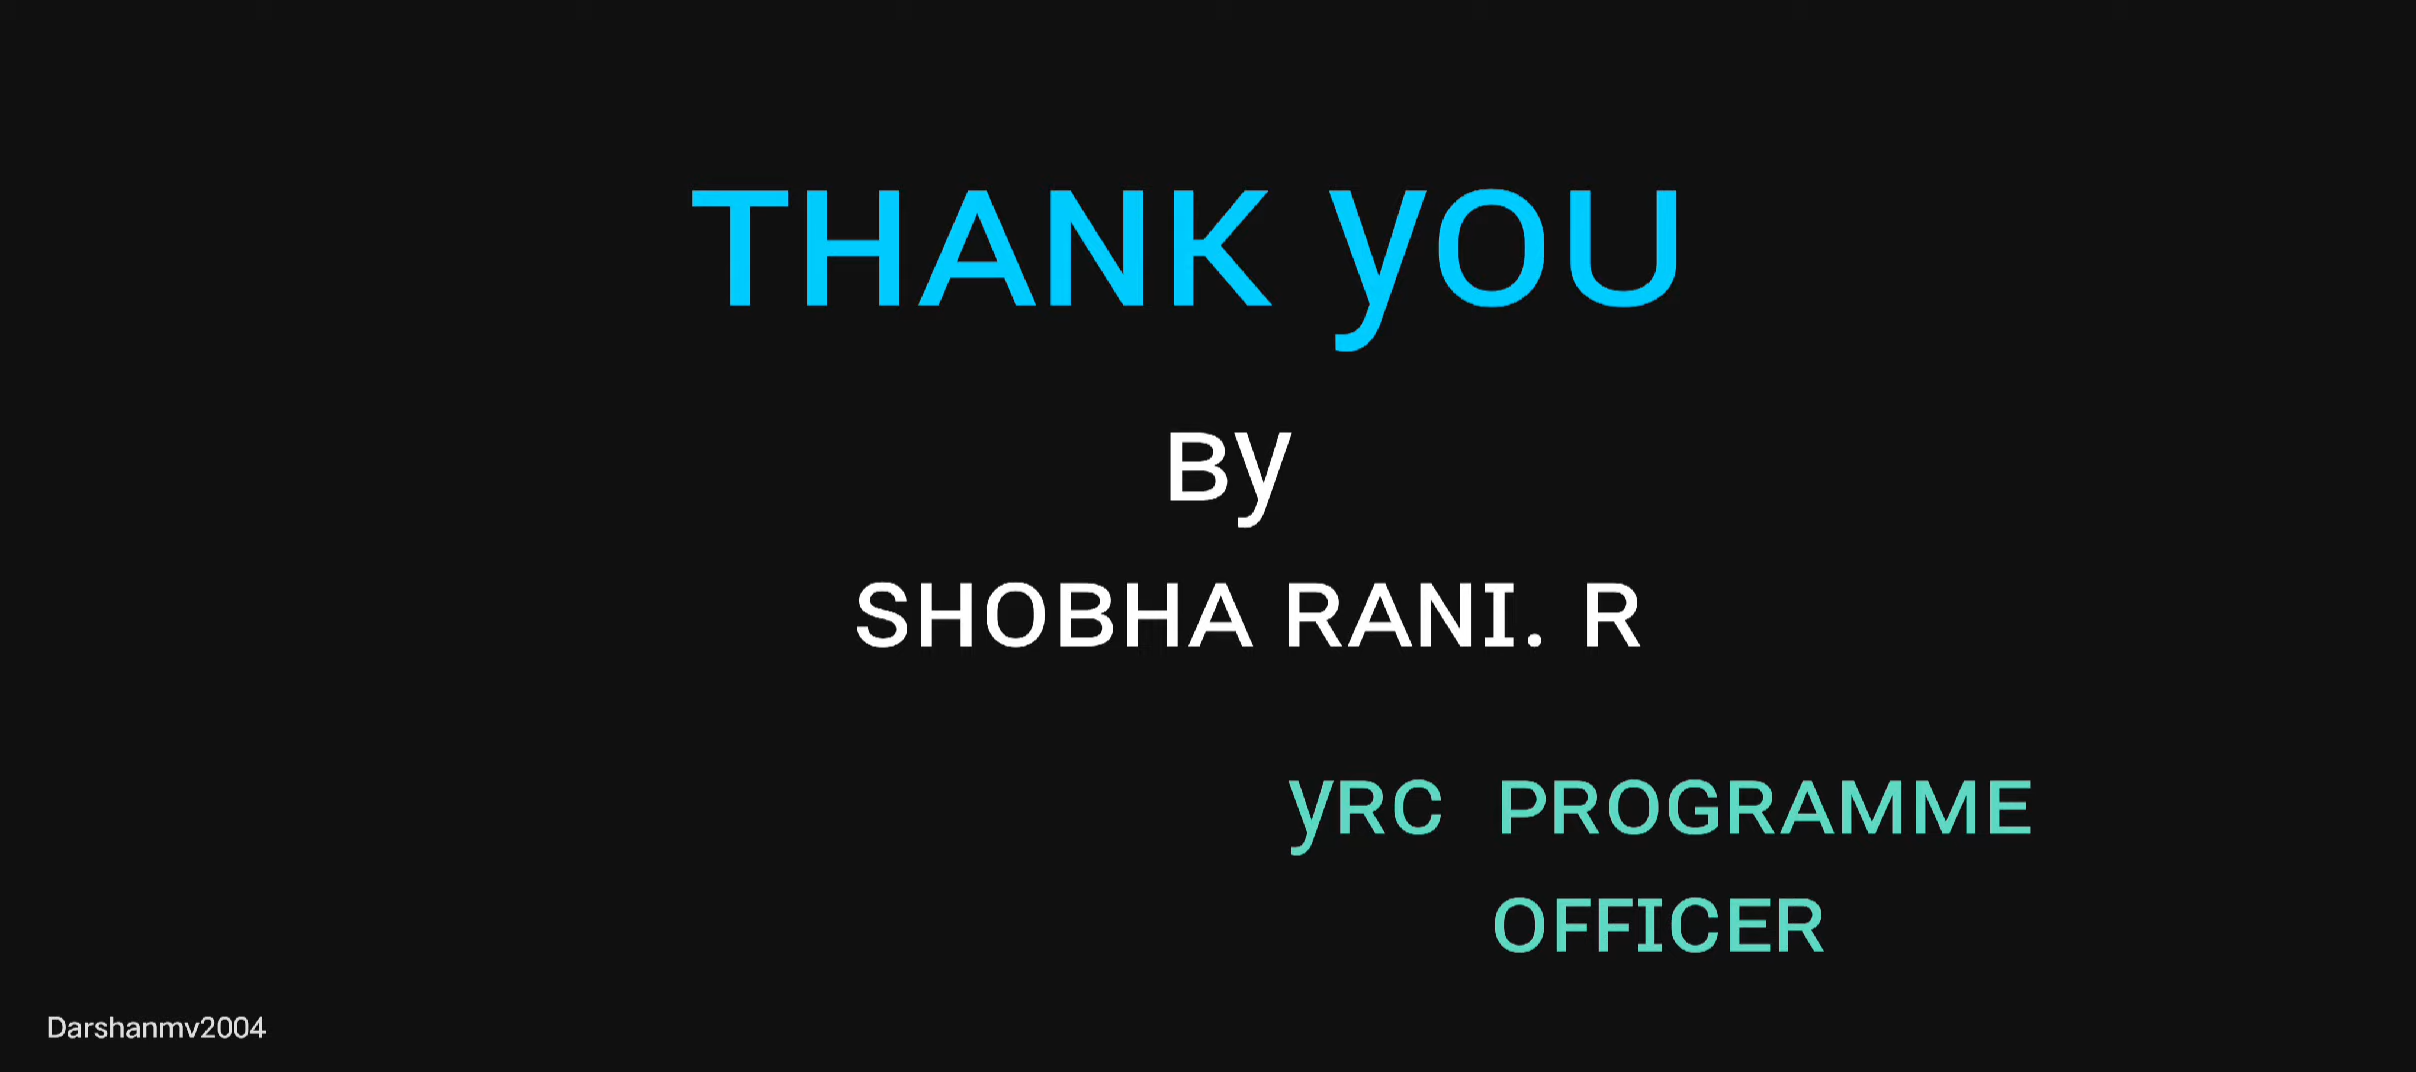 THANK yOU
By
SHOBHA RANI. R
yRC PROGRAMME
OFFICER
Darshanmv2004